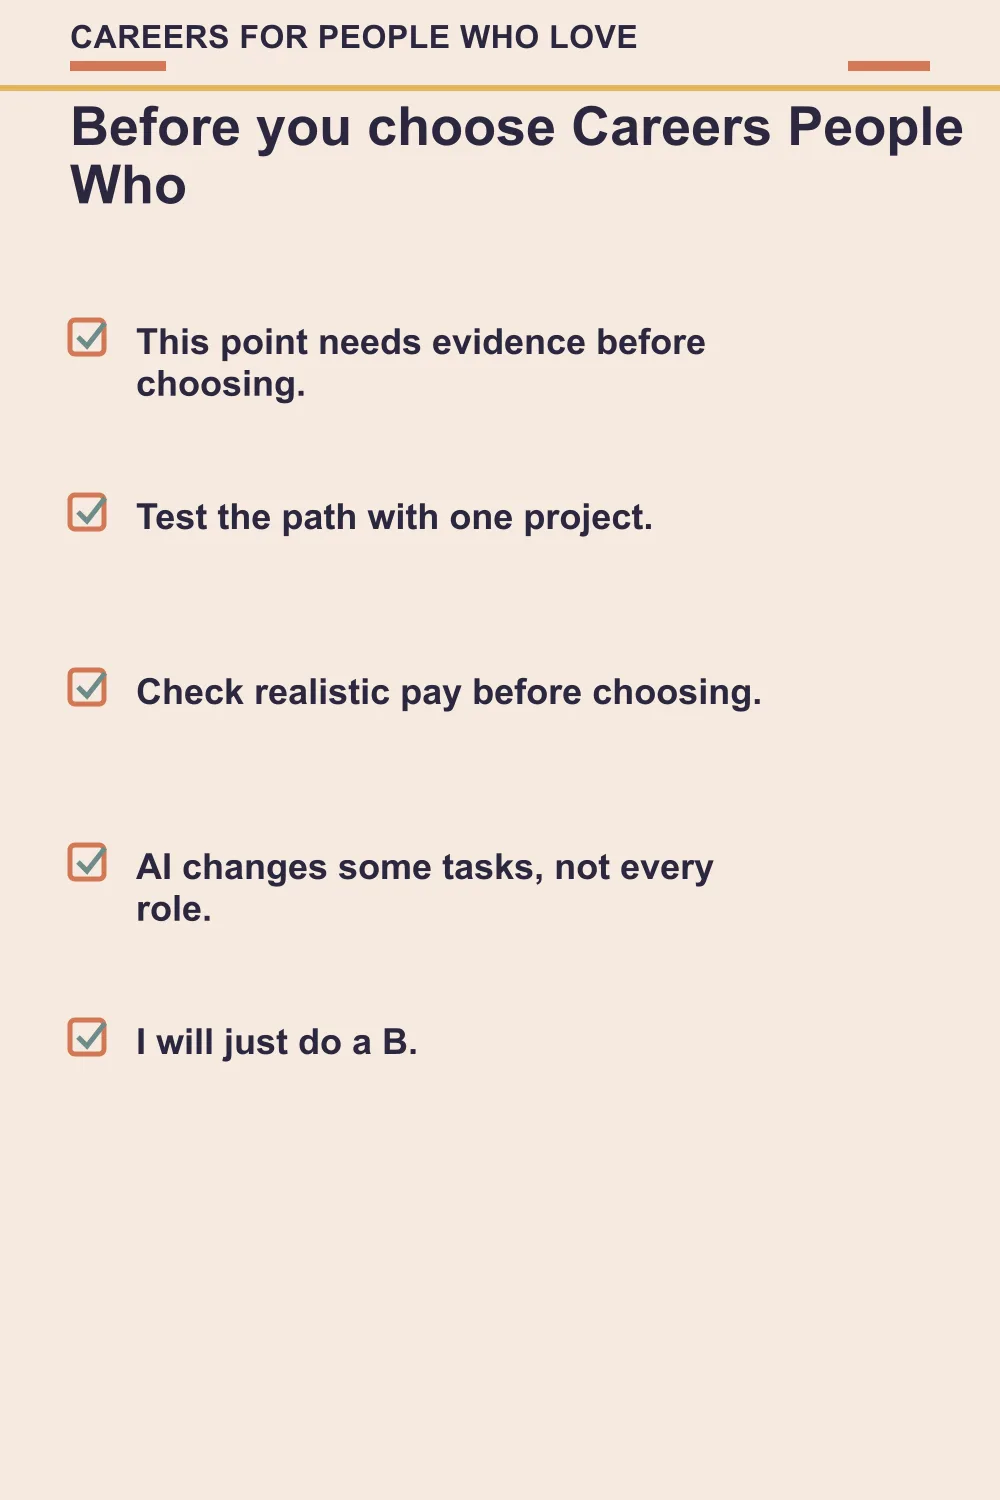 CAREERS FOR PEOPLE WHO LOVE
Before you choose Careers People
Who
This point needs evidence before
choosing.
Test the path with one project.
Check realistic pay before choosing.
AI changes some tasks, not every
role.
I will just do a B.